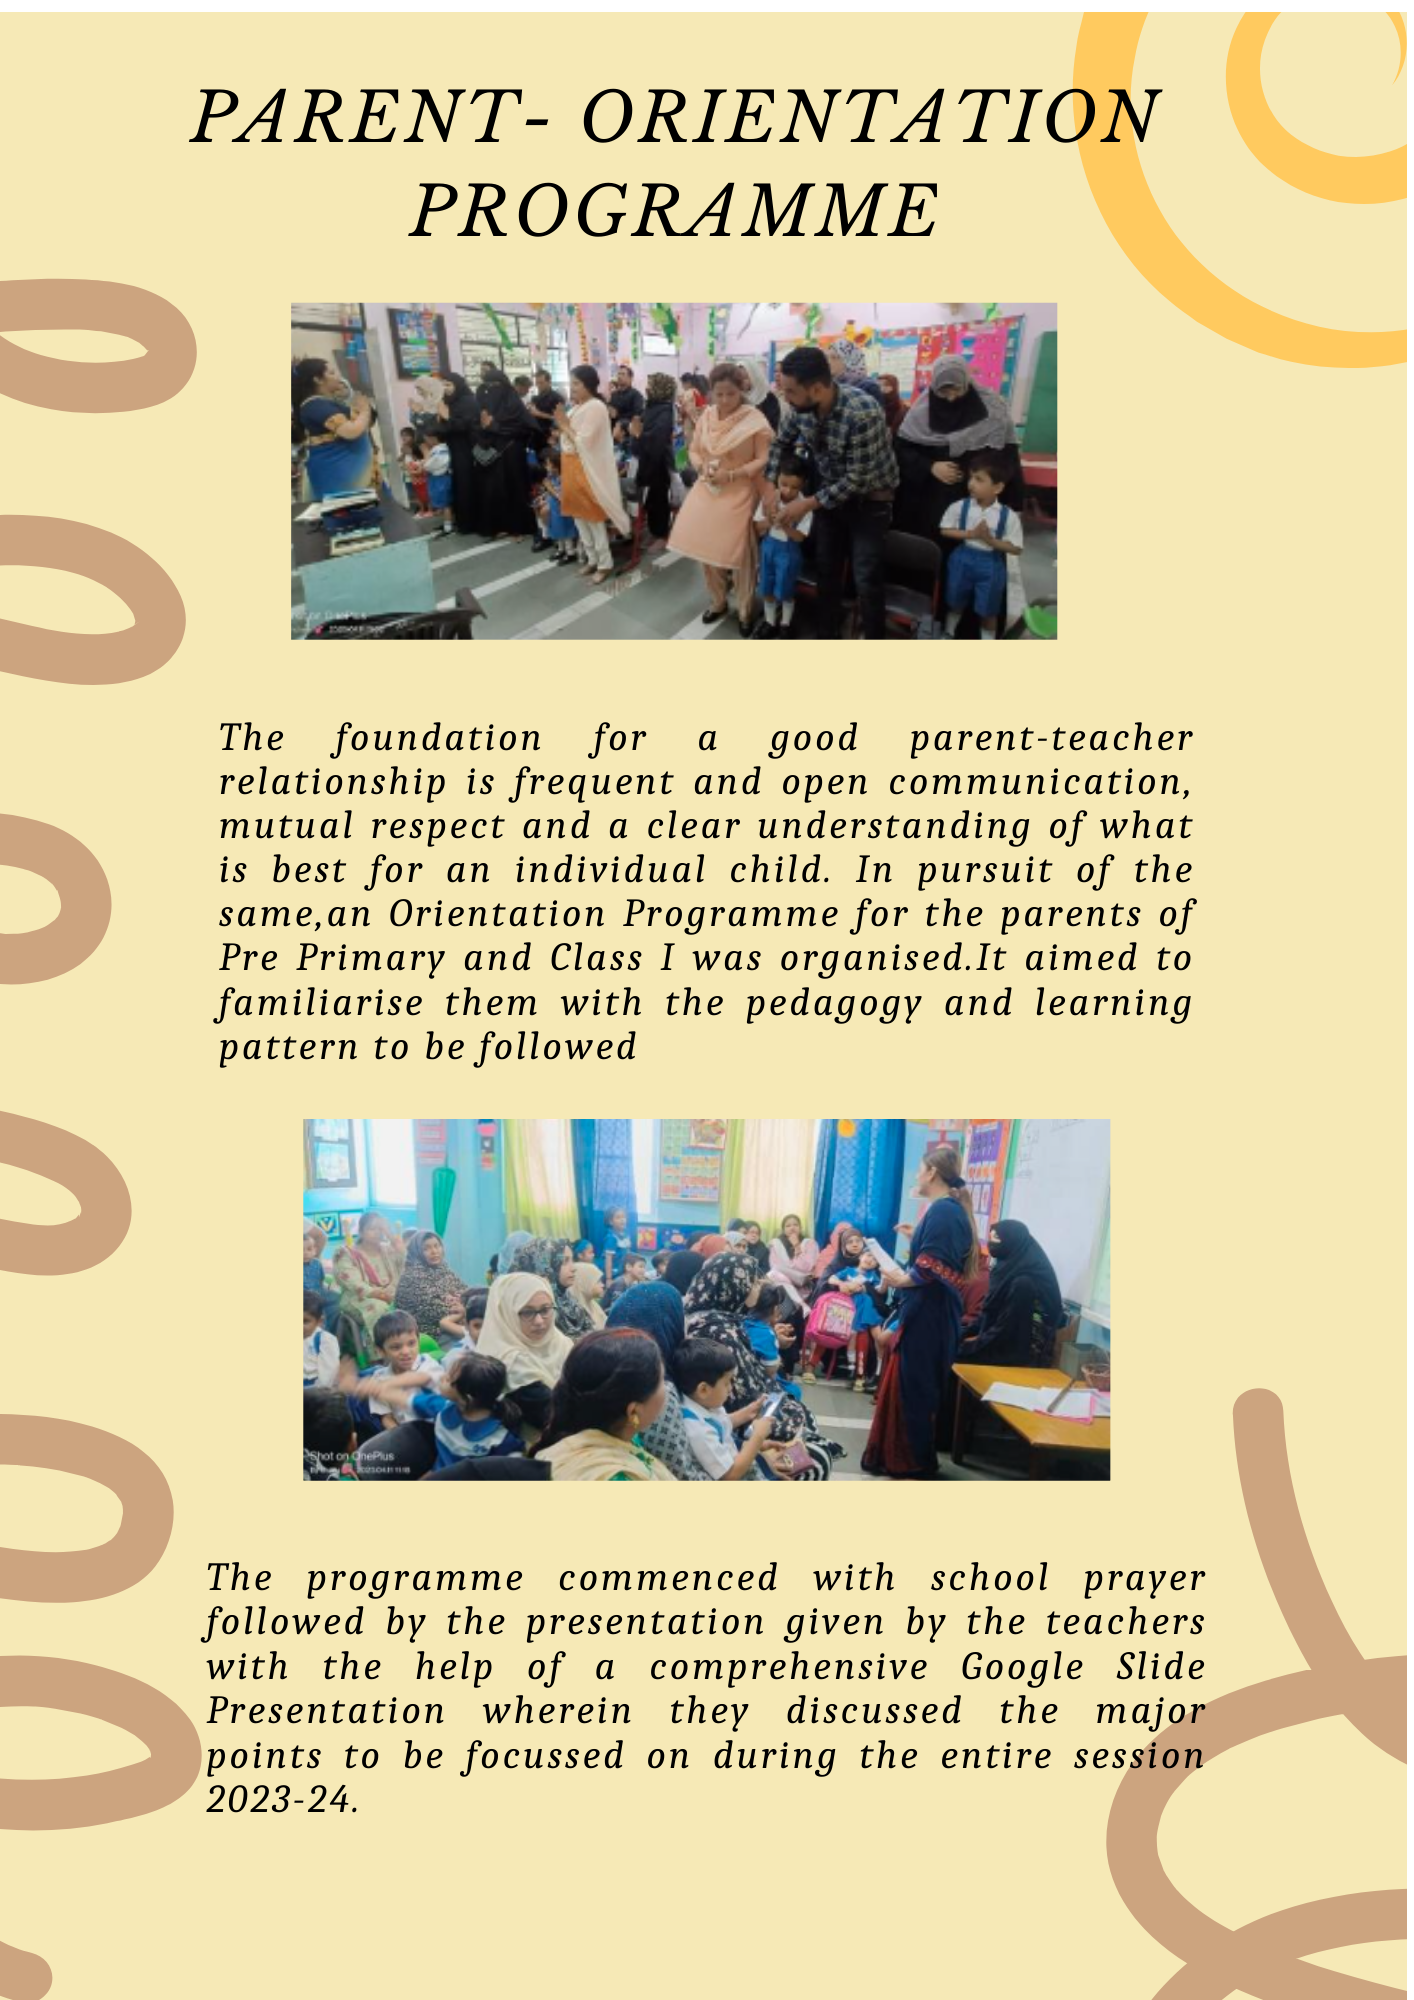 PARENT- ORIENTATION
PROGRAMME
The foundation for a good parent-teacher
relationship is frequent and open communication,
mutual respect and a clear understanding of what
is best for an individual child. In pursuit of the
same,an Orientation Programme for the parents of
Pre Primary and Class I was organised.It aimed to
familiarise them with the pedagogy and learning
pattern to be followed
Shot on OnePlus
2023.04.11 11:18
The programme commenced with school prayer
followed by the presentation given by the teachers
with the help of a comprehensive Google Slide
Presentation wherein they discussed the major
points to be focussed on during the entire session
2023-24.